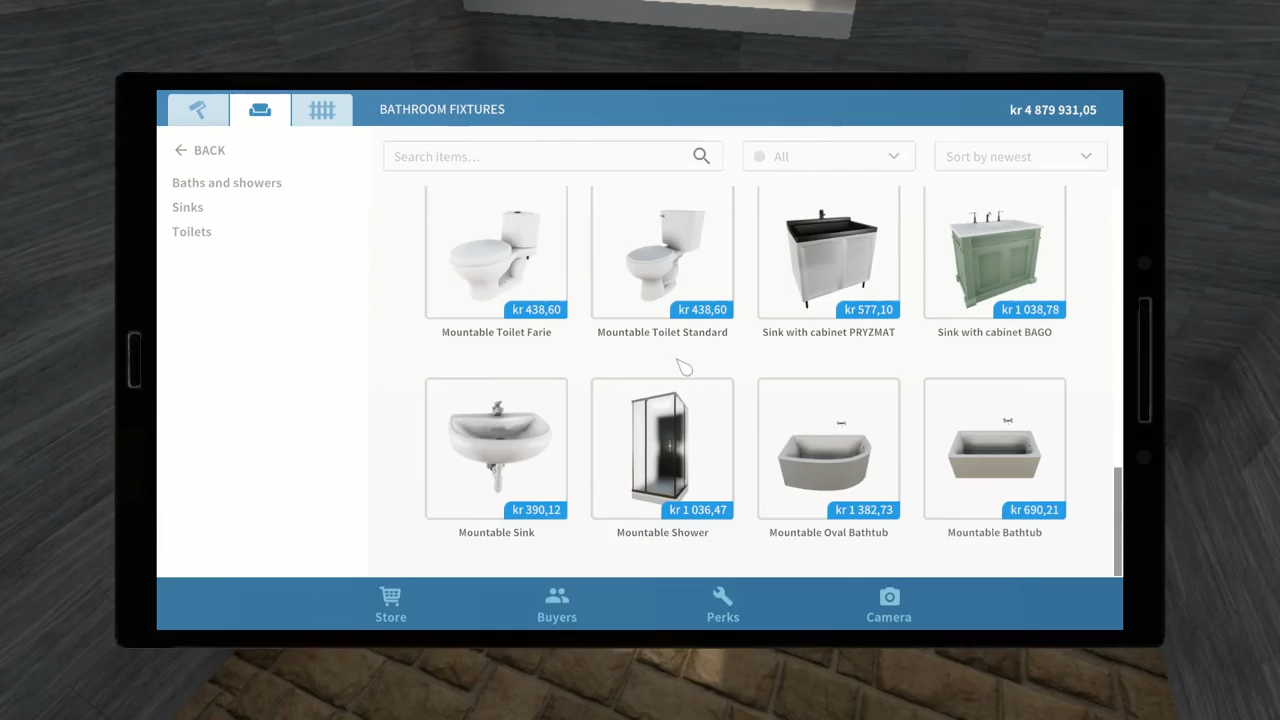 BATHROOM FIXTURES
kr 4 879 931,05
BACK
Baths and showers
Sinks
Toilets
Search items...
All
Sort by newest
kr 438,60
kr 438,60
kr 577,10
kr 1 038,78
Mountable Toilet Farie
Mountable Toilet Standard
Sink with cabinet PRYZMAT
Sink with cabinet BAGO
kr 390,12
kr 1 036,47
kr 1 382,73
kr 690,21
Mountable Sink
Mountable Shower
Mountable Oval Bathtub
Mountable Bathtub
Store
Buyers
Perks
Camera